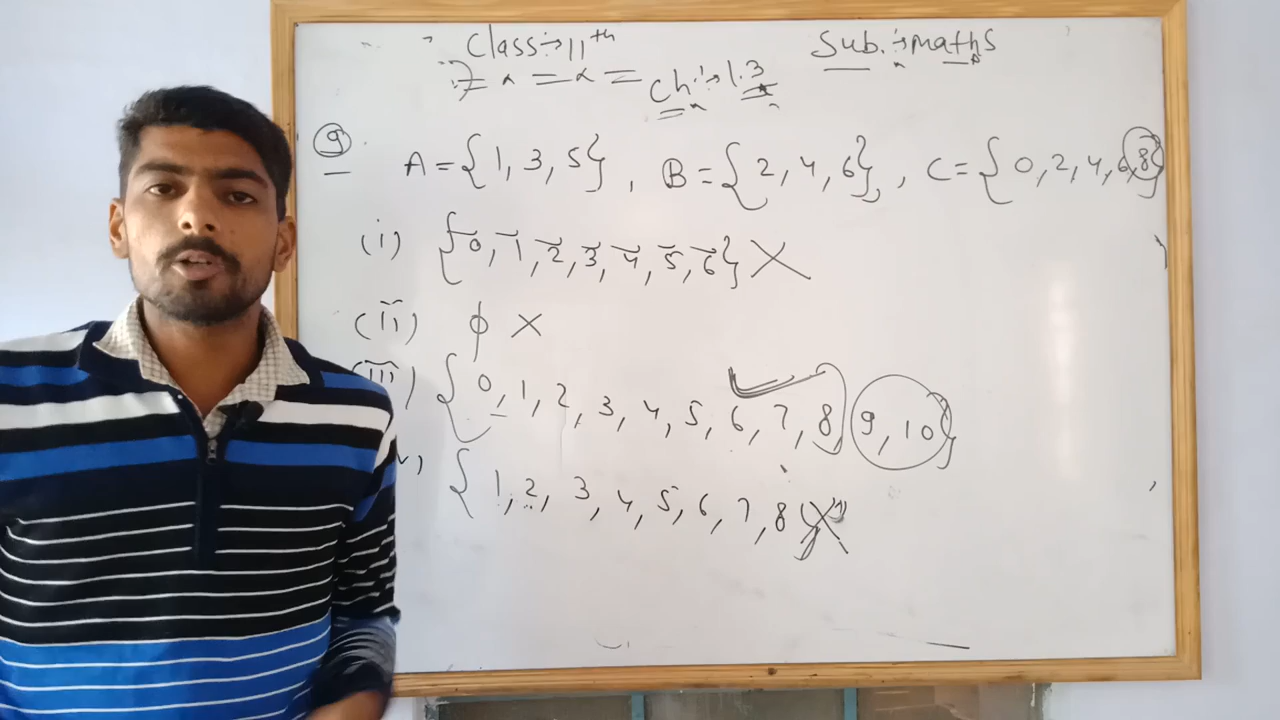 Class :- 11th Sub. :- maths
Ch :- 1.3
9 A = {1, 3, 5}, B = {2, 4, 6}, C = {0, 2, 4, 6, 8}
(i) {0, 1, 2, 3, 4, 5, 6} X
(ii) ϕ X
(iii) {0, 1, 2, 3, 4, 5, 6, 7, 8, 9, 10} ✓
{1, 2, 3, 4, 5, 6, 7, 8} X